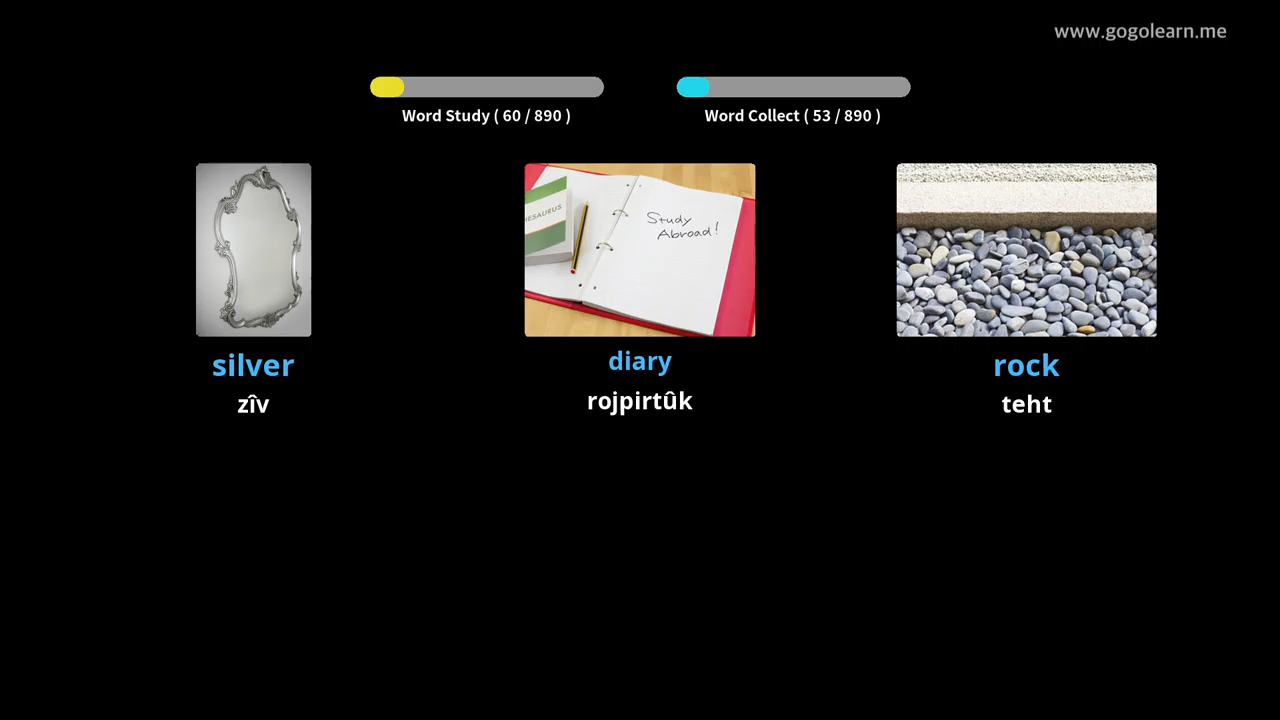 www.gogolearn.me
Word Study ( 60 / 890 )
Word Collect ( 53 / 890 )
HESAURUS
Study
Abroad!
silver
diary
rock
zîv
rojpirtûk
teht